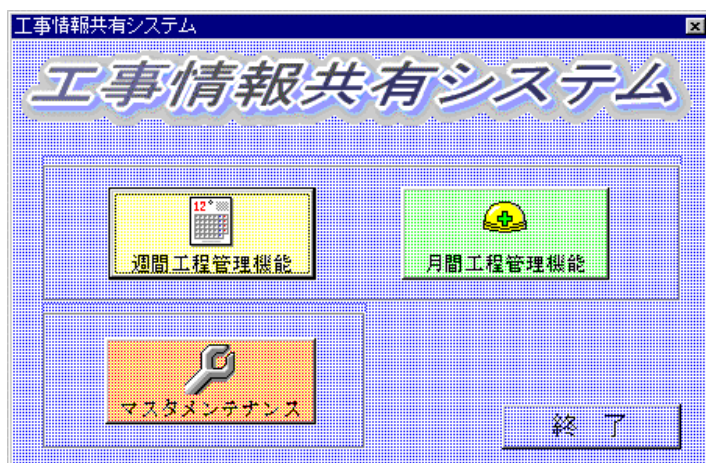 工事情報共有システム
工事情報共有システム
12
週間工程管理機能
月間工程管理機能
マスタメンテナンス
終 了